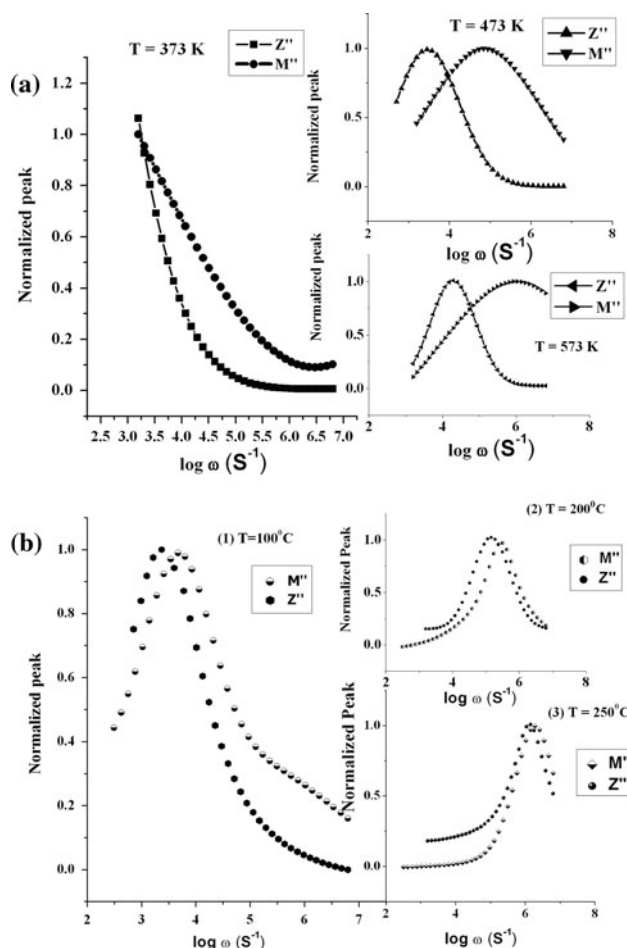 (a)
T = 373 K
Z"
M"
1.2
1.0
0.8
0.6
0.4
0.2
0.0
Normalized peak
2.5 3.0 3.5 4.0 4.5 5.0 5.5 6.0 6.5 7.0
log ω (S⁻¹)
T = 473 K
Z"
M"
1.0
0.5
0.0
Normalized peak
2 4 6 8
log ω (S⁻¹)
Z"
M"
T = 573 K
1.0
0.5
0.0
Normalized peak
2 4 6 8
log ω (S⁻¹)
(b)
(1) T=100⁰C
M"
Z"
1.0
0.8
0.6
0.4
0.2
0.0
Normalized peak
2 3 4 5 6 7
log ω (S⁻¹)
(2) T = 200⁰C
M"
Z"
1.0
0.5
0.0
Normalized Peak
2 4 6 8
log ω (S⁻¹)
(3) T = 250⁰C
M"
Z"
1.0
0.5
0.0
Normalized Peak
2 4 6 8
log ω (S⁻¹)